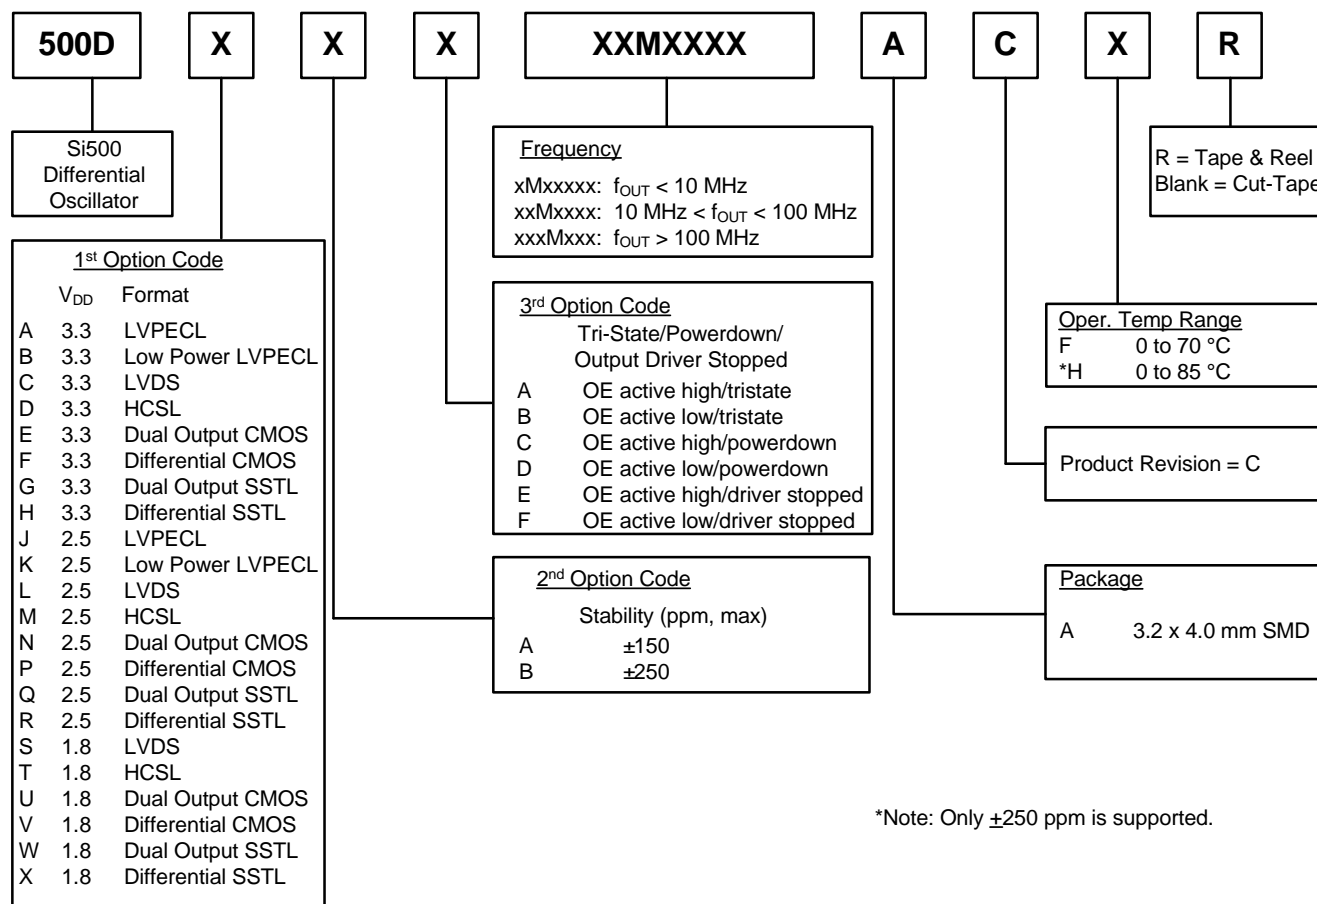 500D X X X XXMXXXX A C X R
Si500
Differential
Oscillator
1st Option Code
VDD Format
A 3.3 LVPECL
B 3.3 Low Power LVPECL
C 3.3 LVDS
D 3.3 HCSL
E 3.3 Dual Output CMOS
F 3.3 Differential CMOS
G 3.3 Dual Output SSTL
H 3.3 Differential SSTL
J 2.5 LVPECL
K 2.5 Low Power LVPECL
L 2.5 LVDS
M 2.5 HCSL
N 2.5 Dual Output CMOS
P 2.5 Differential CMOS
Q 2.5 Dual Output SSTL
R 2.5 Differential SSTL
S 1.8 LVDS
T 1.8 HCSL
U 1.8 Dual Output CMOS
V 1.8 Differential CMOS
W 1.8 Dual Output SSTL
X 1.8 Differential SSTL
Frequency
xMxxxxx: fOUT < 10 MHz
xxMxxxx: 10 MHz < fOUT < 100 MHz
xxxMxxx: fOUT > 100 MHz
3rd Option Code
Tri-State/Powerdown/
Output Driver Stopped
A OE active high/tristate
B OE active low/tristate
C OE active high/powerdown
D OE active low/powerdown
E OE active high/driver stopped
F OE active low/driver stopped
2nd Option Code
Stability (ppm, max)
A ±150
B ±250
R = Tape & Reel
Blank = Cut-Tape
Oper. Temp Range
F 0 to 70 °C
*H 0 to 85 °C
Product Revision = C
Package
A 3.2 x 4.0 mm SMD
*Note: Only ±250 ppm is supported.